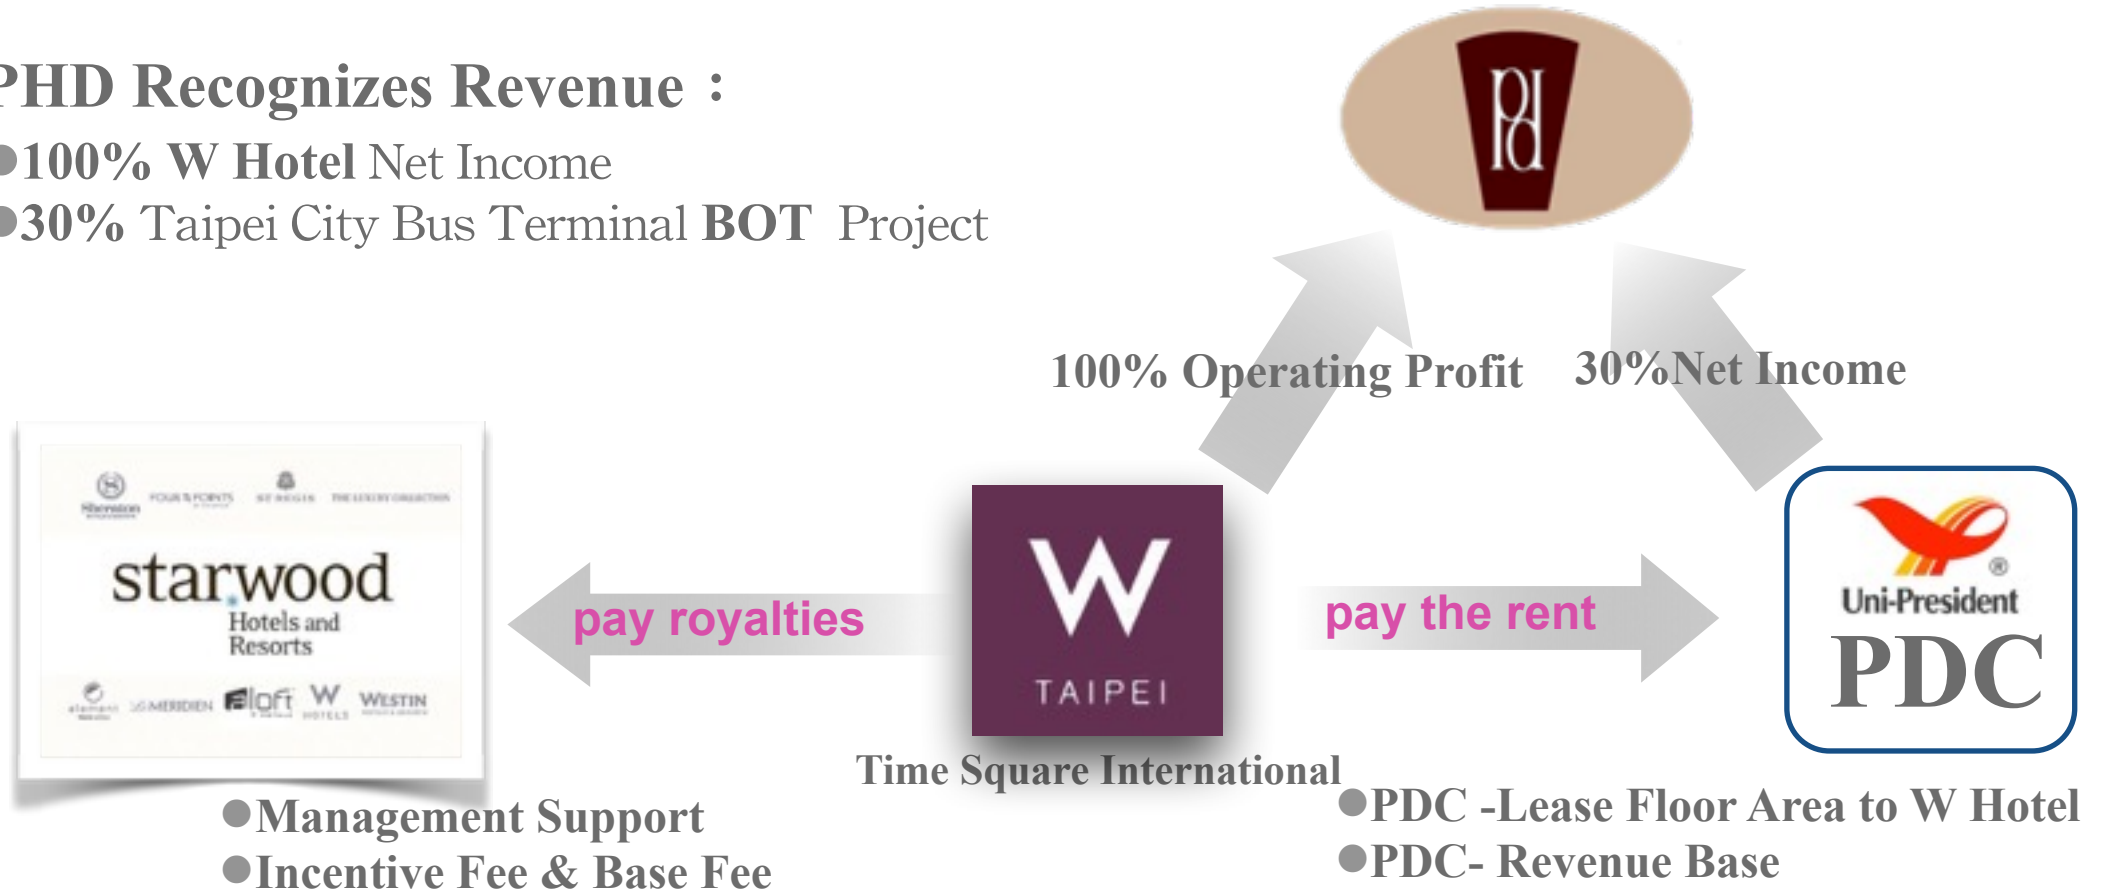 PHD Recognizes Revenue：
●100% W Hotel Net Income
●30% Taipei City Bus Terminal BOT Project
100% Operating Profit
30%Net Income
Sheraton
FOUR POINTS
ST REGIS
THE LUXURY COLLECTION
starwood
Hotels and
Resorts
element
LE MERIDIEN
aloft
W
HOTELS
WESTIN
pay royalties
W
TAIPEI
pay the rent
®
Uni-President
PDC
Time Square International
●Management Support
●Incentive Fee & Base Fee
●PDC -Lease Floor Area to W Hotel
●PDC- Revenue Base